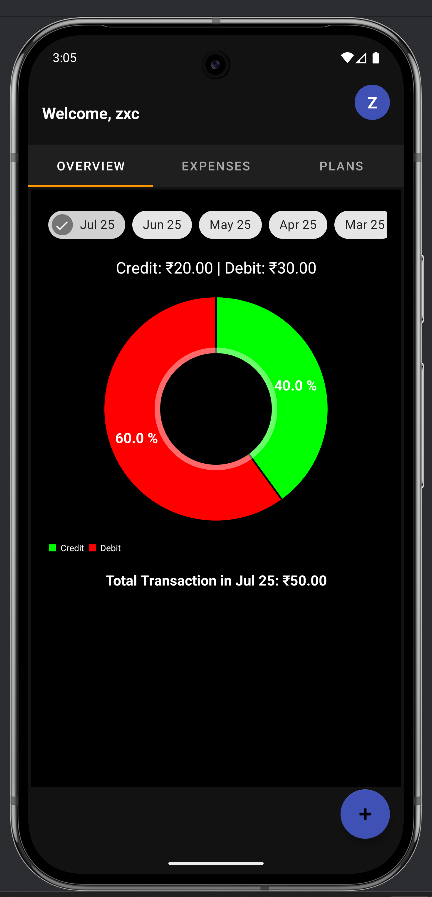 3:05
Z
Welcome, zxc
OVERVIEW EXPENSES PLANS
Jul 25 Jun 25 May 25 Apr 25 Mar 25
Credit: ₹20.00 | Debit: ₹30.00
40.0 %
60.0 %
Credit Debit
Total Transaction in Jul 25: ₹50.00
+